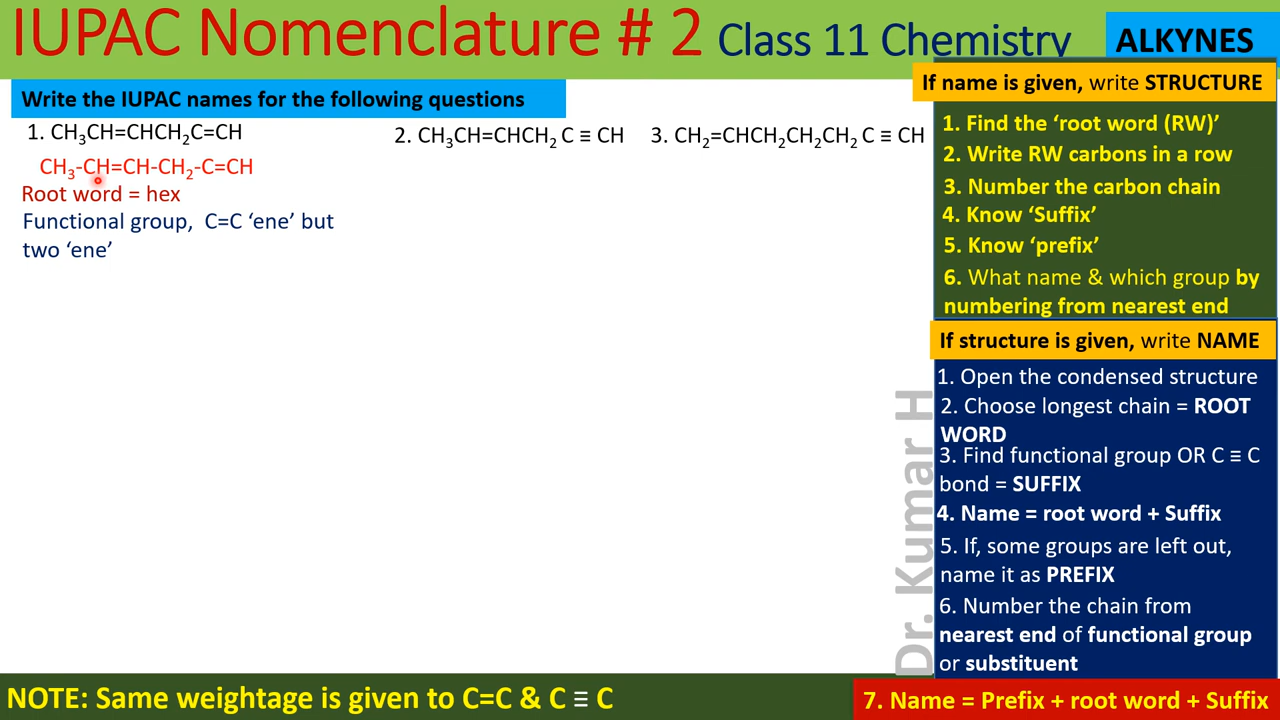 IUPAC Nomenclature # 2 Class 11 Chemistry
ALKYNES
Write the IUPAC names for the following questions
1. CH₃CH=CHCH₂C=CH
2. CH₃CH=CHCH₂ C ≡ CH
3. CH₂=CHCH₂CH₂CH₂ C ≡ CH
CH₃-CH=CH-CH₂-C=CH
Root word = hex
Functional group, C=C ‘ene’ but
two ‘ene’
If name is given, write STRUCTURE
1. Find the ‘root word (RW)’
2. Write RW carbons in a row
3. Number the carbon chain
4. Know ‘Suffix’
5. Know ‘prefix’
6. What name & which group by
numbering from nearest end
If structure is given, write NAME
1. Open the condensed structure
2. Choose longest chain = ROOT
WORD
3. Find functional group OR C ≡ C
bond = SUFFIX
4. Name = root word + Suffix
5. If, some groups are left out,
name it as PREFIX
6. Number the chain from
nearest end of functional group
or substituent
Dr. Kumar H
NOTE: Same weightage is given to C=C & C ≡ C
7. Name = Prefix + root word + Suffix